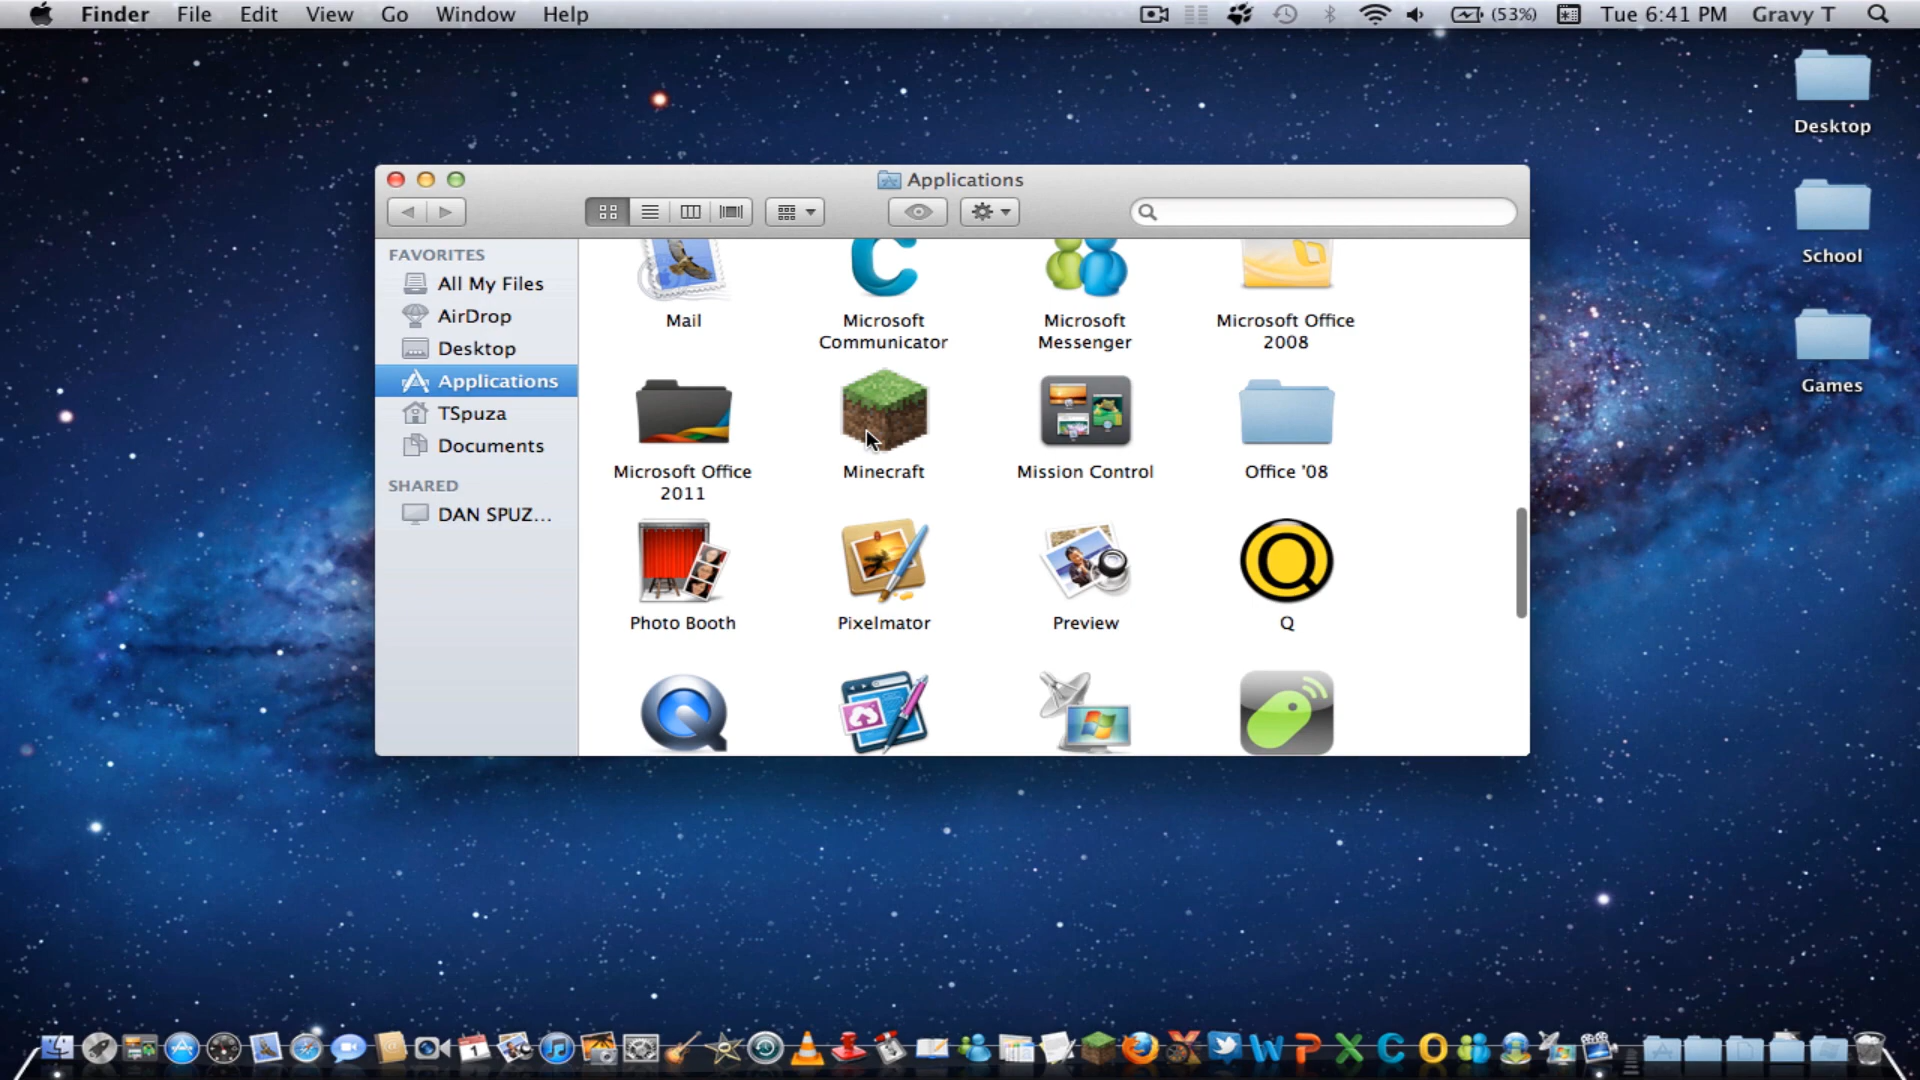 Finder File Edit View Go Window Help (53%) Tue 6:41 PM Gravy T
Desktop
School
Games
Applications
FAVORITES
All My Files
AirDrop
Desktop
Applications
TSpuza
Documents
SHARED
DAN SPUZ...
Mail
Microsoft Communicator
Microsoft Messenger
Microsoft Office 2008
Microsoft Office 2011
Minecraft
Mission Control
Office '08
Photo Booth
Pixelmator
Preview
Q